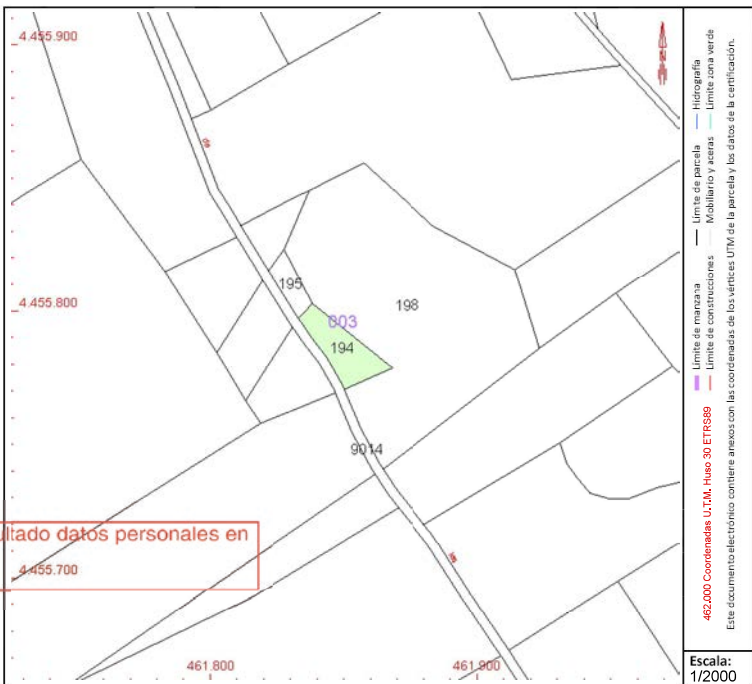 4.455.900
195
198
4.455.800
003
194
9014
ultado datos personales en
4.455.700
461.800
461.900
Límite de manzana
Límite de parcela
Hidrografía
462.000 Coordenadas U.T.M. Huso 30 ETRS89
Límite de construcciones
Mobiliario y aceras
Límite zona verde
Este documento electrónico contiene anexos con las coordenadas de los vértices UTM de la parcela y los datos de la certificación.
Escala:
1/2000